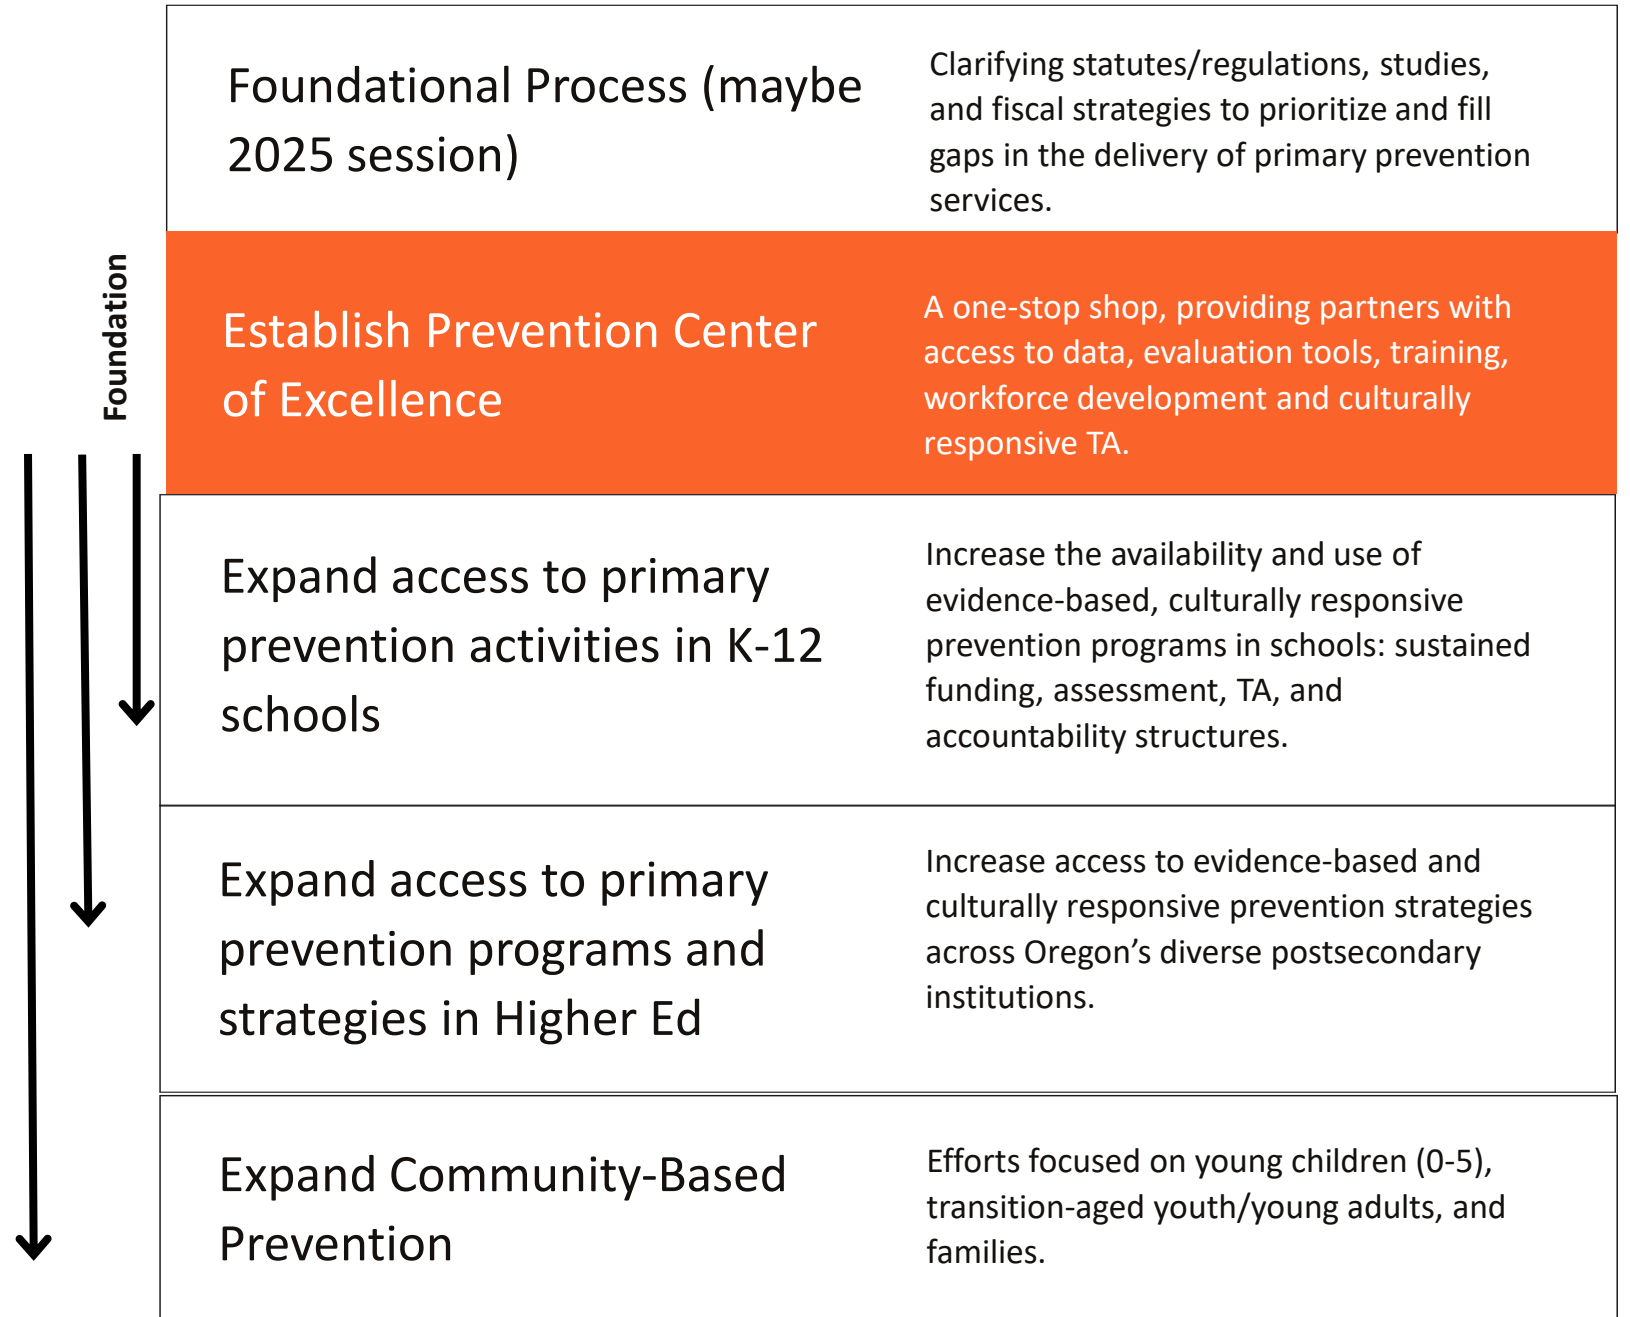 Foundational Process (maybe
2025 session)
Clarifying statutes/regulations, studies,
and fiscal strategies to prioritize and fill
gaps in the delivery of primary prevention
services.
Foundation
Establish Prevention Center
of Excellence
A one-stop shop, providing partners with
access to data, evaluation tools, training,
workforce development and culturally
responsive TA.
Expand access to primary
prevention activities in K-12
schools
Increase the availability and use of
evidence-based, culturally responsive
prevention programs in schools: sustained
funding, assessment, TA, and
accountability structures.
Expand access to primary
prevention programs and
strategies in Higher Ed
Increase access to evidence-based and
culturally responsive prevention strategies
across Oregon’s diverse postsecondary
institutions.
Expand Community-Based
Prevention
Efforts focused on young children (0-5),
transition-aged youth/young adults, and
families.